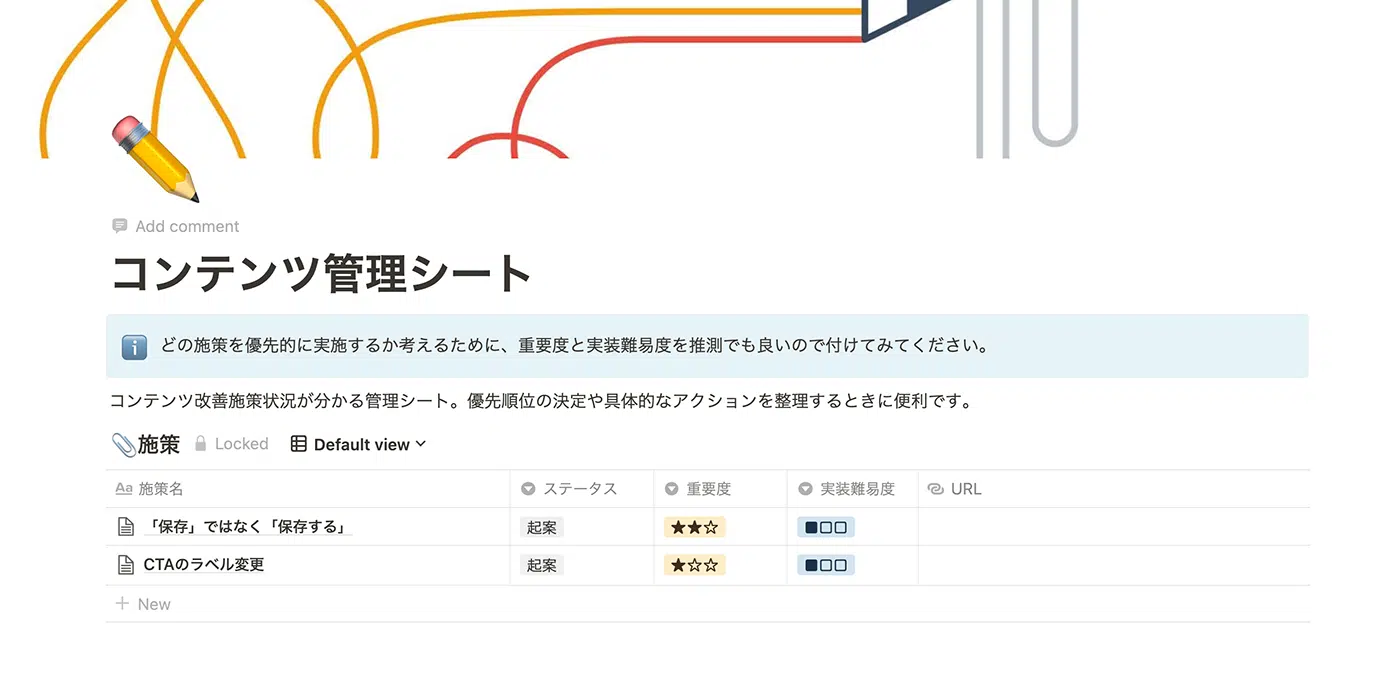 Add comment
コンテンツ管理シート
どの施策を優先的に実施するか考えるために、重要度と実装難易度を推測でも良いので付けてみてください。
コンテンツ改善施策状況が分かる管理シート。優先順位の決定や具体的なアクションを整理するときに便利です。
施策 Locked Default view
Aa 施策名 ステータス 重要度 実装難易度 URL
「保存」ではなく「保存する」 起案 ★★☆ ■□□
CTAのラベル変更 起案 ★☆☆ ■□□
+ New